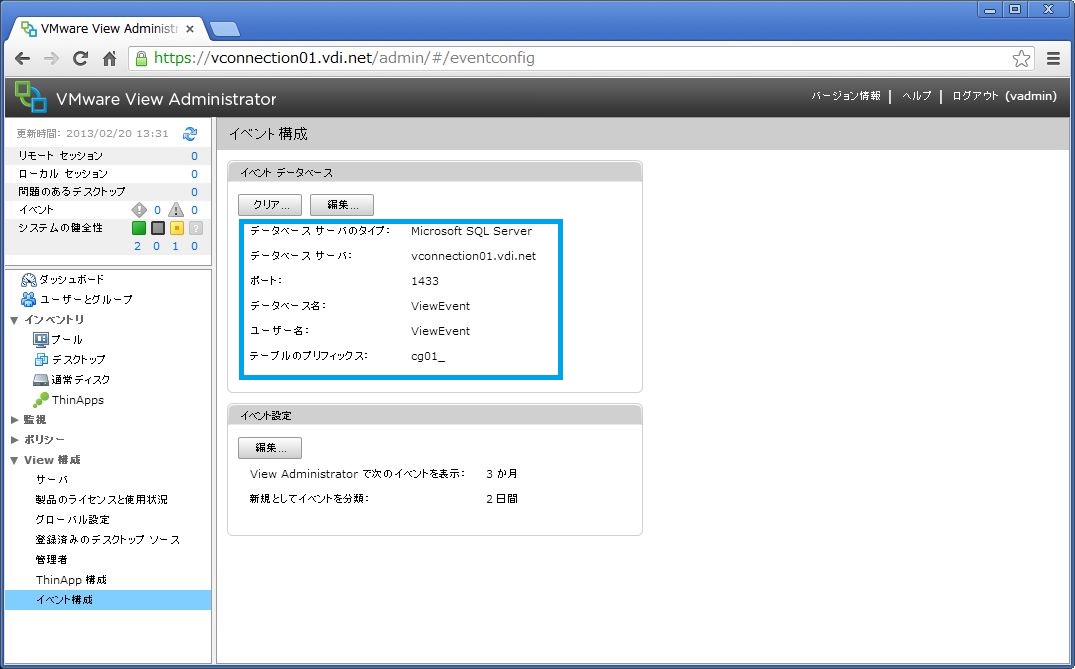 VMware View Administr
https://vconnection01.vdi.net/admin/#/eventconfig
VMware View Administrator
バージョン情報 | ヘルプ | ログアウト (vadmin)
更新時間: 2013/02/20 13:31
リモート セッション 0
ローカル セッション 0
問題のあるデスクトップ 0
イベント 0 0
システムの健全性
2 0 1 0
ダッシュボード
ユーザーとグループ
インベントリ
プール
デスクトップ
通常ディスク
ThinApps
監視
ポリシー
View 構成
サーバ
製品のライセンスと使用状況
グローバル設定
登録済みのデスクトップ ソース
管理者
ThinApp 構成
イベント構成
イベント構成
イベント データベース
クリア... 編集...
データベース サーバのタイプ: Microsoft SQL Server
データベース サーバ: vconnection01.vdi.net
ポート: 1433
データベース名: ViewEvent
ユーザー名: ViewEvent
テーブルのプリフィックス: cg01_
イベント設定
編集...
View Administrator で次のイベントを表示: 3 か月
新規としてイベントを分類: 2 日間